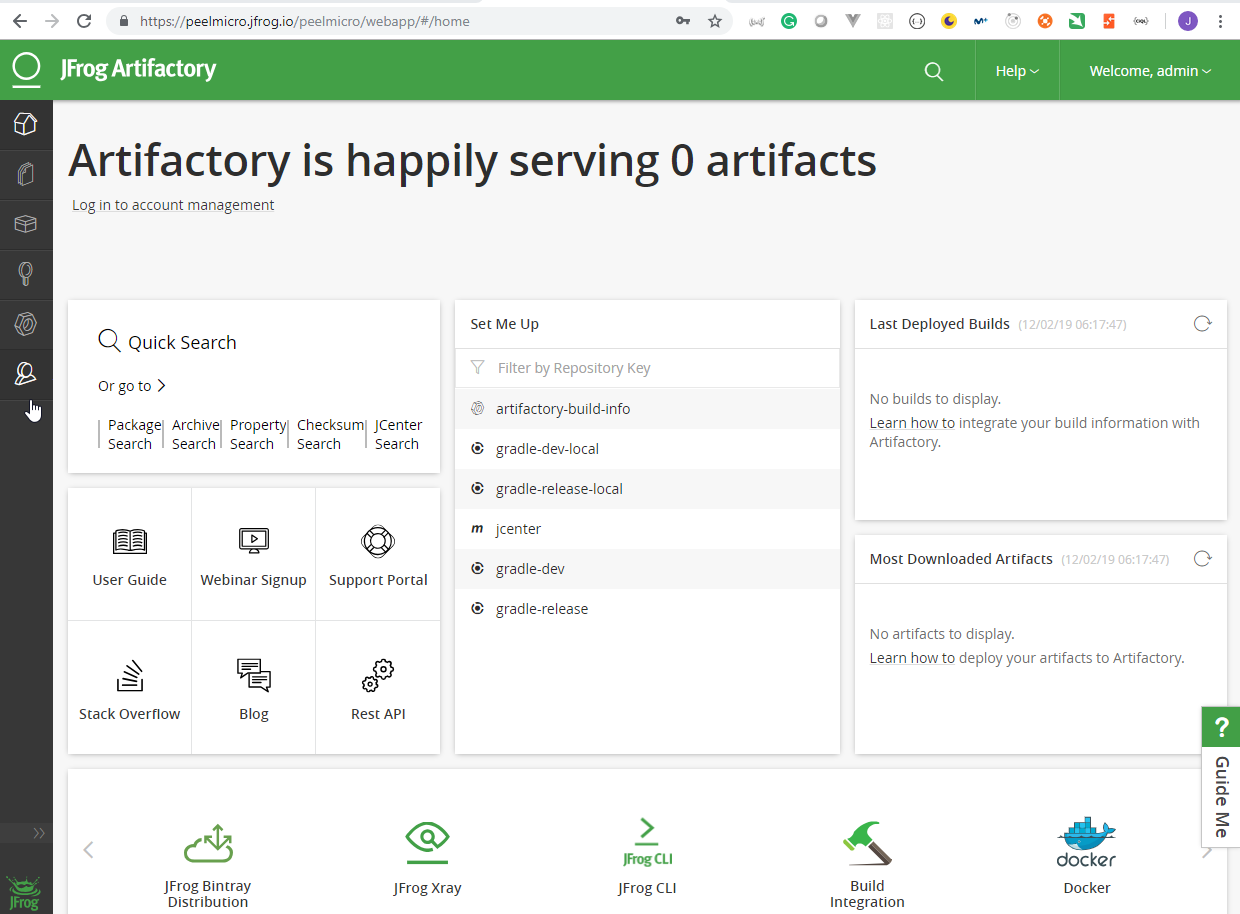 https://peelmicro.jfrog.io/peelmicro/webapp/#/home
J
JFrog Artifactory
Help
Welcome, admin
Artifactory is happily serving 0 artifacts
Log in to account management
Quick Search
Or go to
Package Search
Archive Search
Property Search
Checksum Search
JCenter Search
User Guide
Webinar Signup
Support Portal
Stack Overflow
Blog
Rest API
Set Me Up
Filter by Repository Key
artifactory-build-info
gradle-dev-local
gradle-release-local
m jcenter
gradle-dev
gradle-release
Last Deployed Builds (12/02/19 06:17:47)
No builds to display.
Learn how to integrate your build information with
Artifactory.
Most Downloaded Artifacts (12/02/19 06:17:47)
No artifacts to display.
Learn how to deploy your artifacts to Artifactory.
?
Guide Me
JFrog Bintray
Distribution
JFrog Xray
JFrog CLI
JFrog CLI
Build
Integration
docker
Docker
JFrog